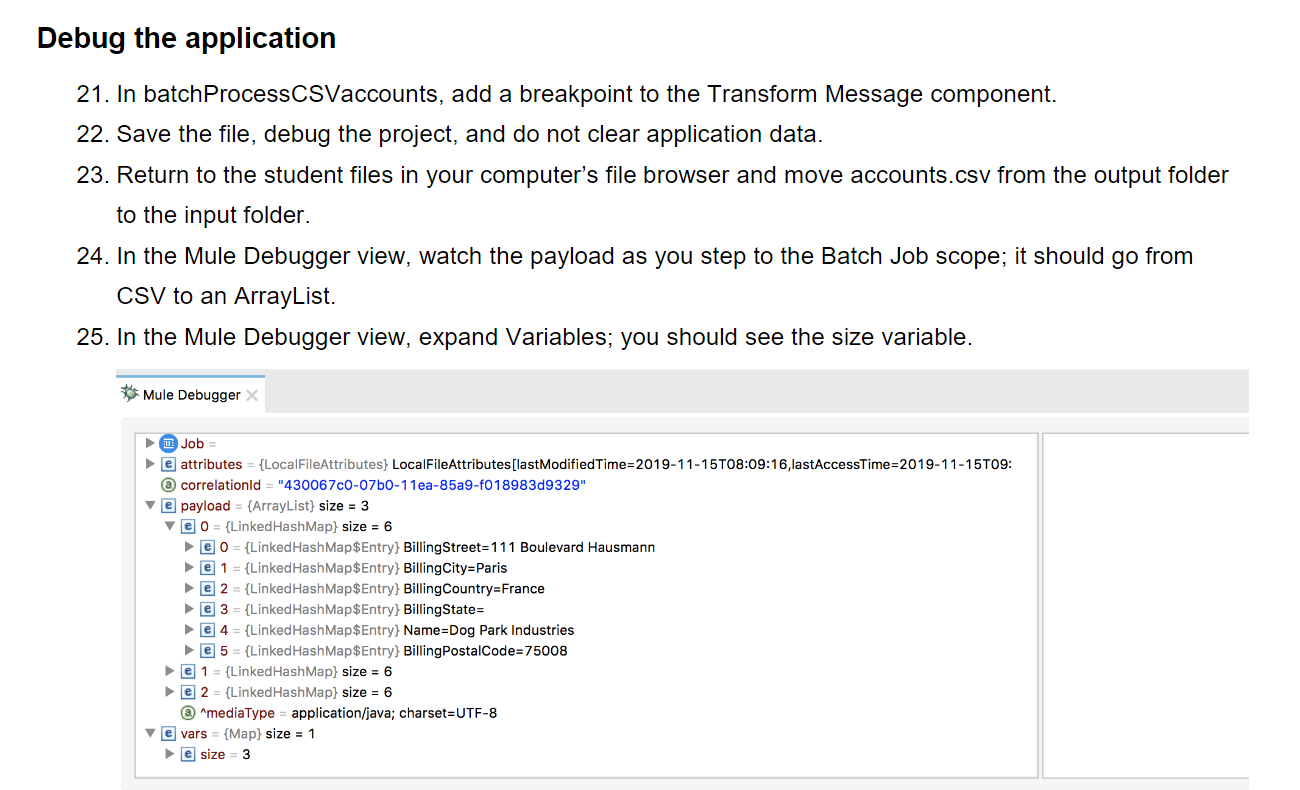 Debug the application
21. In batchProcessCSVaccounts, add a breakpoint to the Transform Message component.
22. Save the file, debug the project, and do not clear application data.
23. Return to the student files in your computer’s file browser and move accounts.csv from the output folder
to the input folder.
24. In the Mule Debugger view, watch the payload as you step to the Batch Job scope; it should go from
CSV to an ArrayList.
25. In the Mule Debugger view, expand Variables; you should see the size variable.
Mule Debugger
Job =
attributes = {LocalFileAttributes} LocalFileAttributes[lastModifiedTime=2019-11-15T08:09:16,lastAccessTime=2019-11-15T09:
correlationId = "430067c0-07b0-11ea-85a9-f018983d9329"
payload = {ArrayList} size = 3
0 = {LinkedHashMap} size = 6
0 = {LinkedHashMap$Entry} BillingStreet=111 Boulevard Hausmann
1 = {LinkedHashMap$Entry} BillingCity=Paris
2 = {LinkedHashMap$Entry} BillingCountry=France
3 = {LinkedHashMap$Entry} BillingState=
4 = {LinkedHashMap$Entry} Name=Dog Park Industries
5 = {LinkedHashMap$Entry} BillingPostalCode=75008
1 = {LinkedHashMap} size = 6
2 = {LinkedHashMap} size = 6
^mediaType = application/java; charset=UTF-8
vars = {Map} size = 1
size = 3